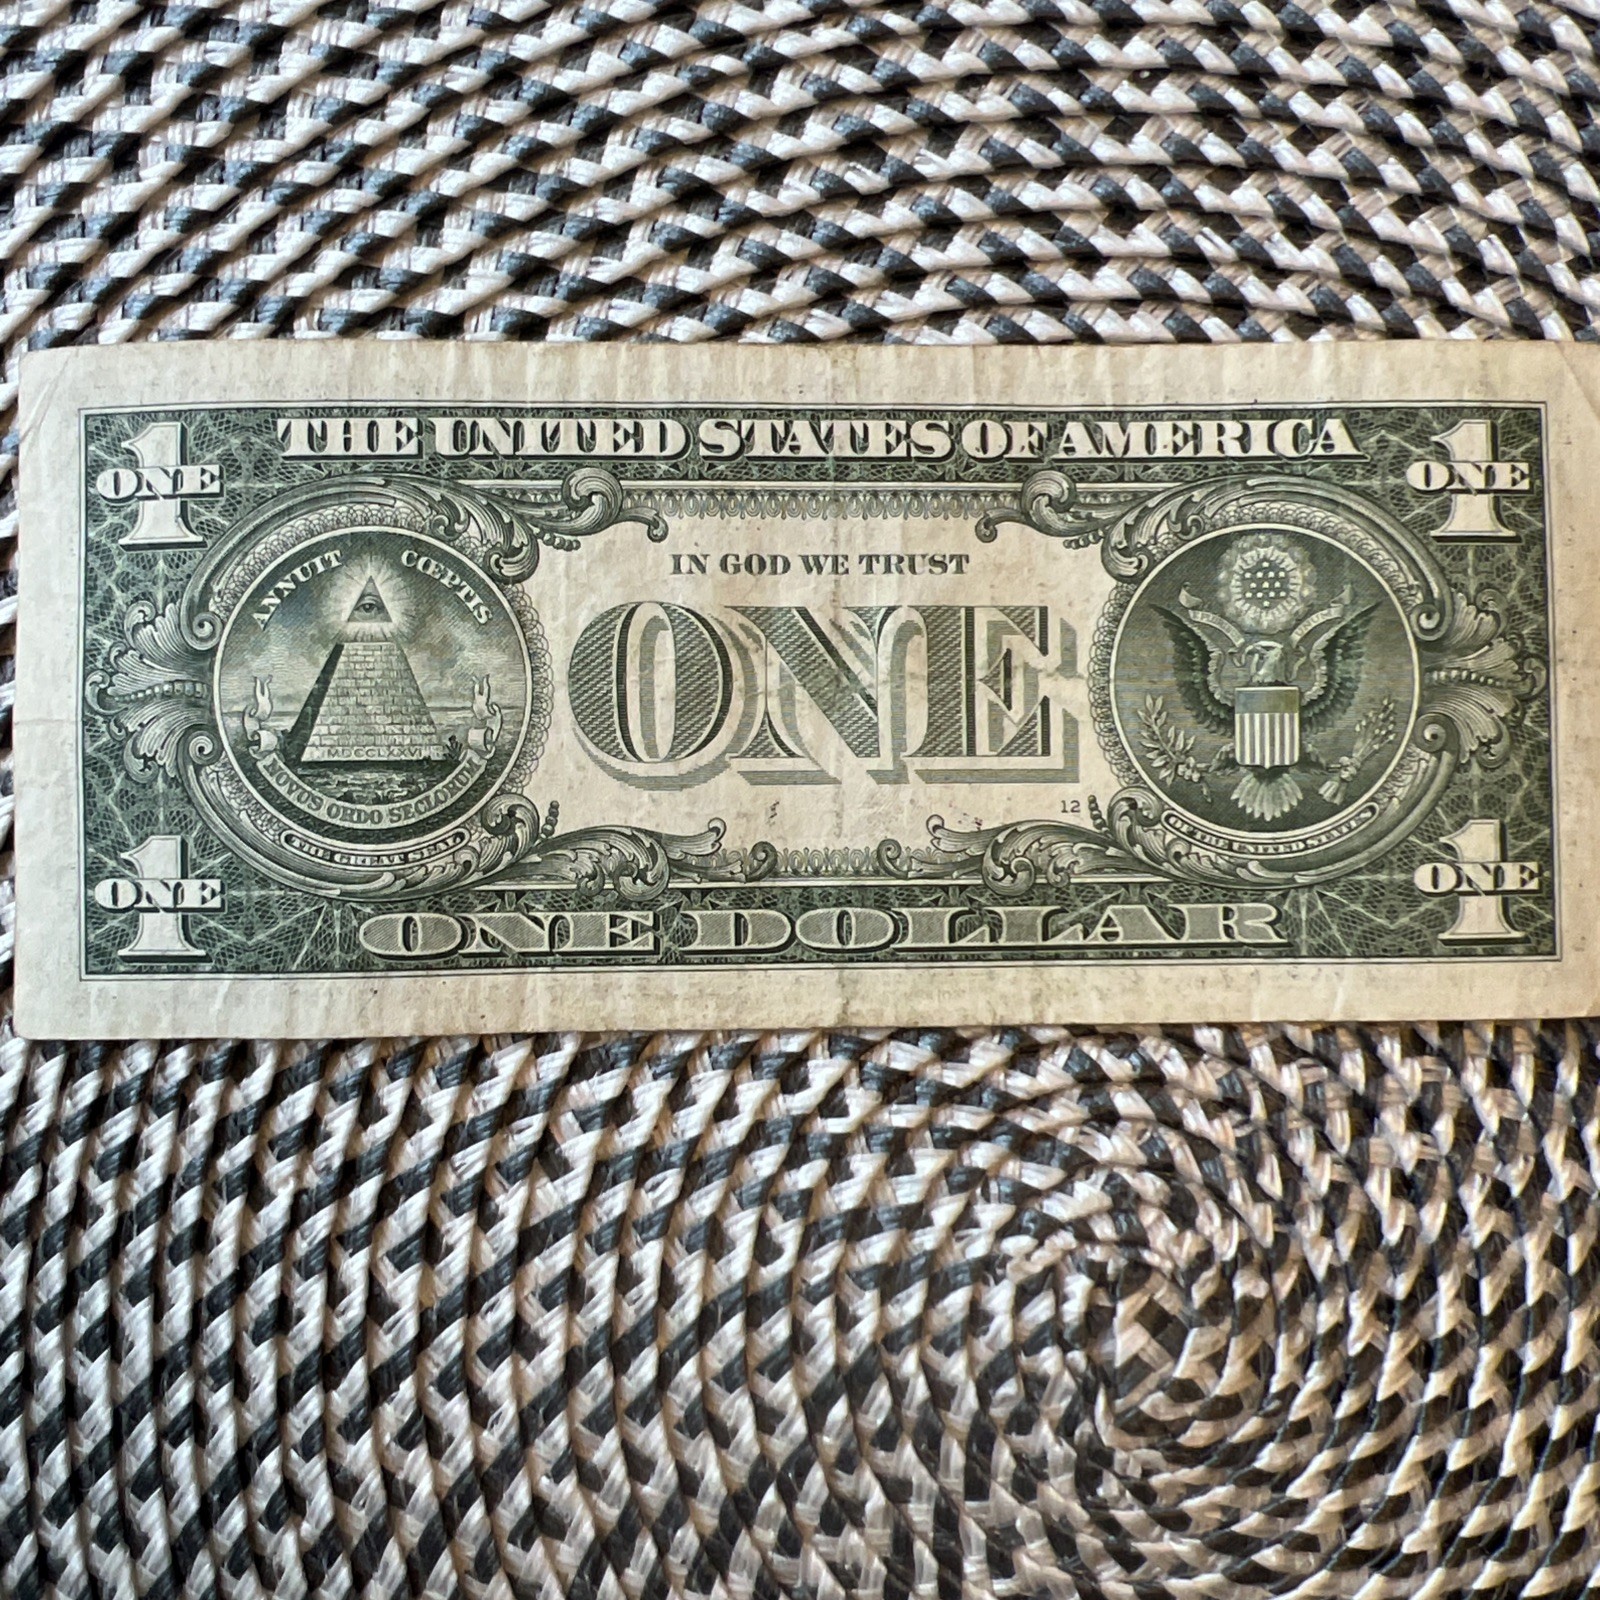 THE UNITED STATES OF AMERICA
1
ONE
1
ONE
ANNUIT CŒPTIS
MDCCLXXVI
NOVUS ORDO SECLORUM
THE GREAT SEAL
IN GOD WE TRUST
ONE
12
OF THE UNITED STATES
1
ONE
1
ONE
ONE DOLLAR